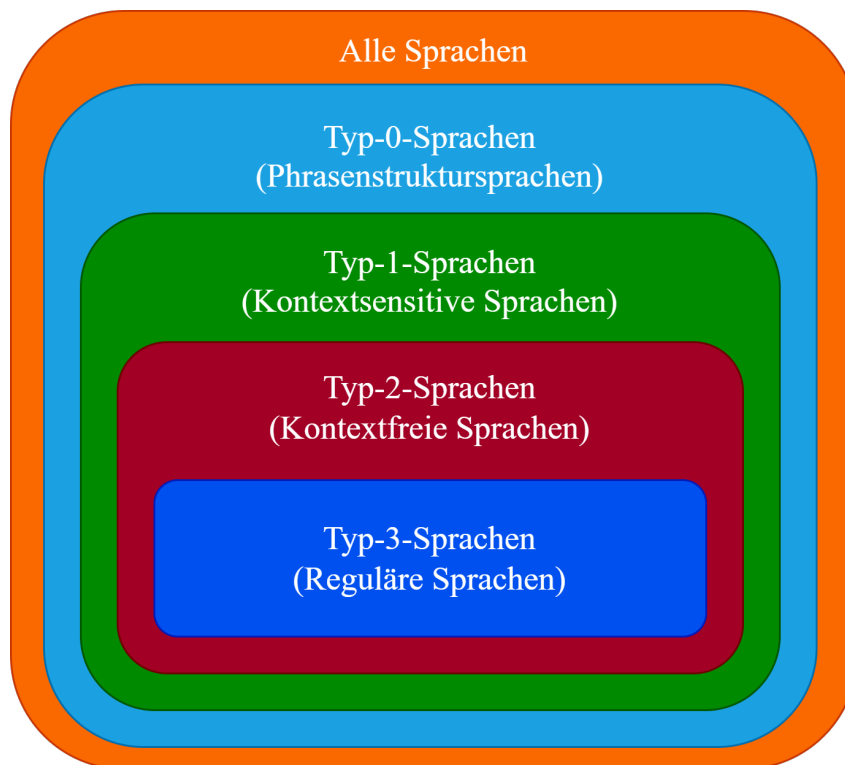 Alle Sprachen
Typ-0-Sprachen
(Phrasenstruktursprachen)
Typ-1-Sprachen
(Kontextsensitive Sprachen)
Typ-2-Sprachen
(Kontextfreie Sprachen)
Typ-3-Sprachen
(Reguläre Sprachen)